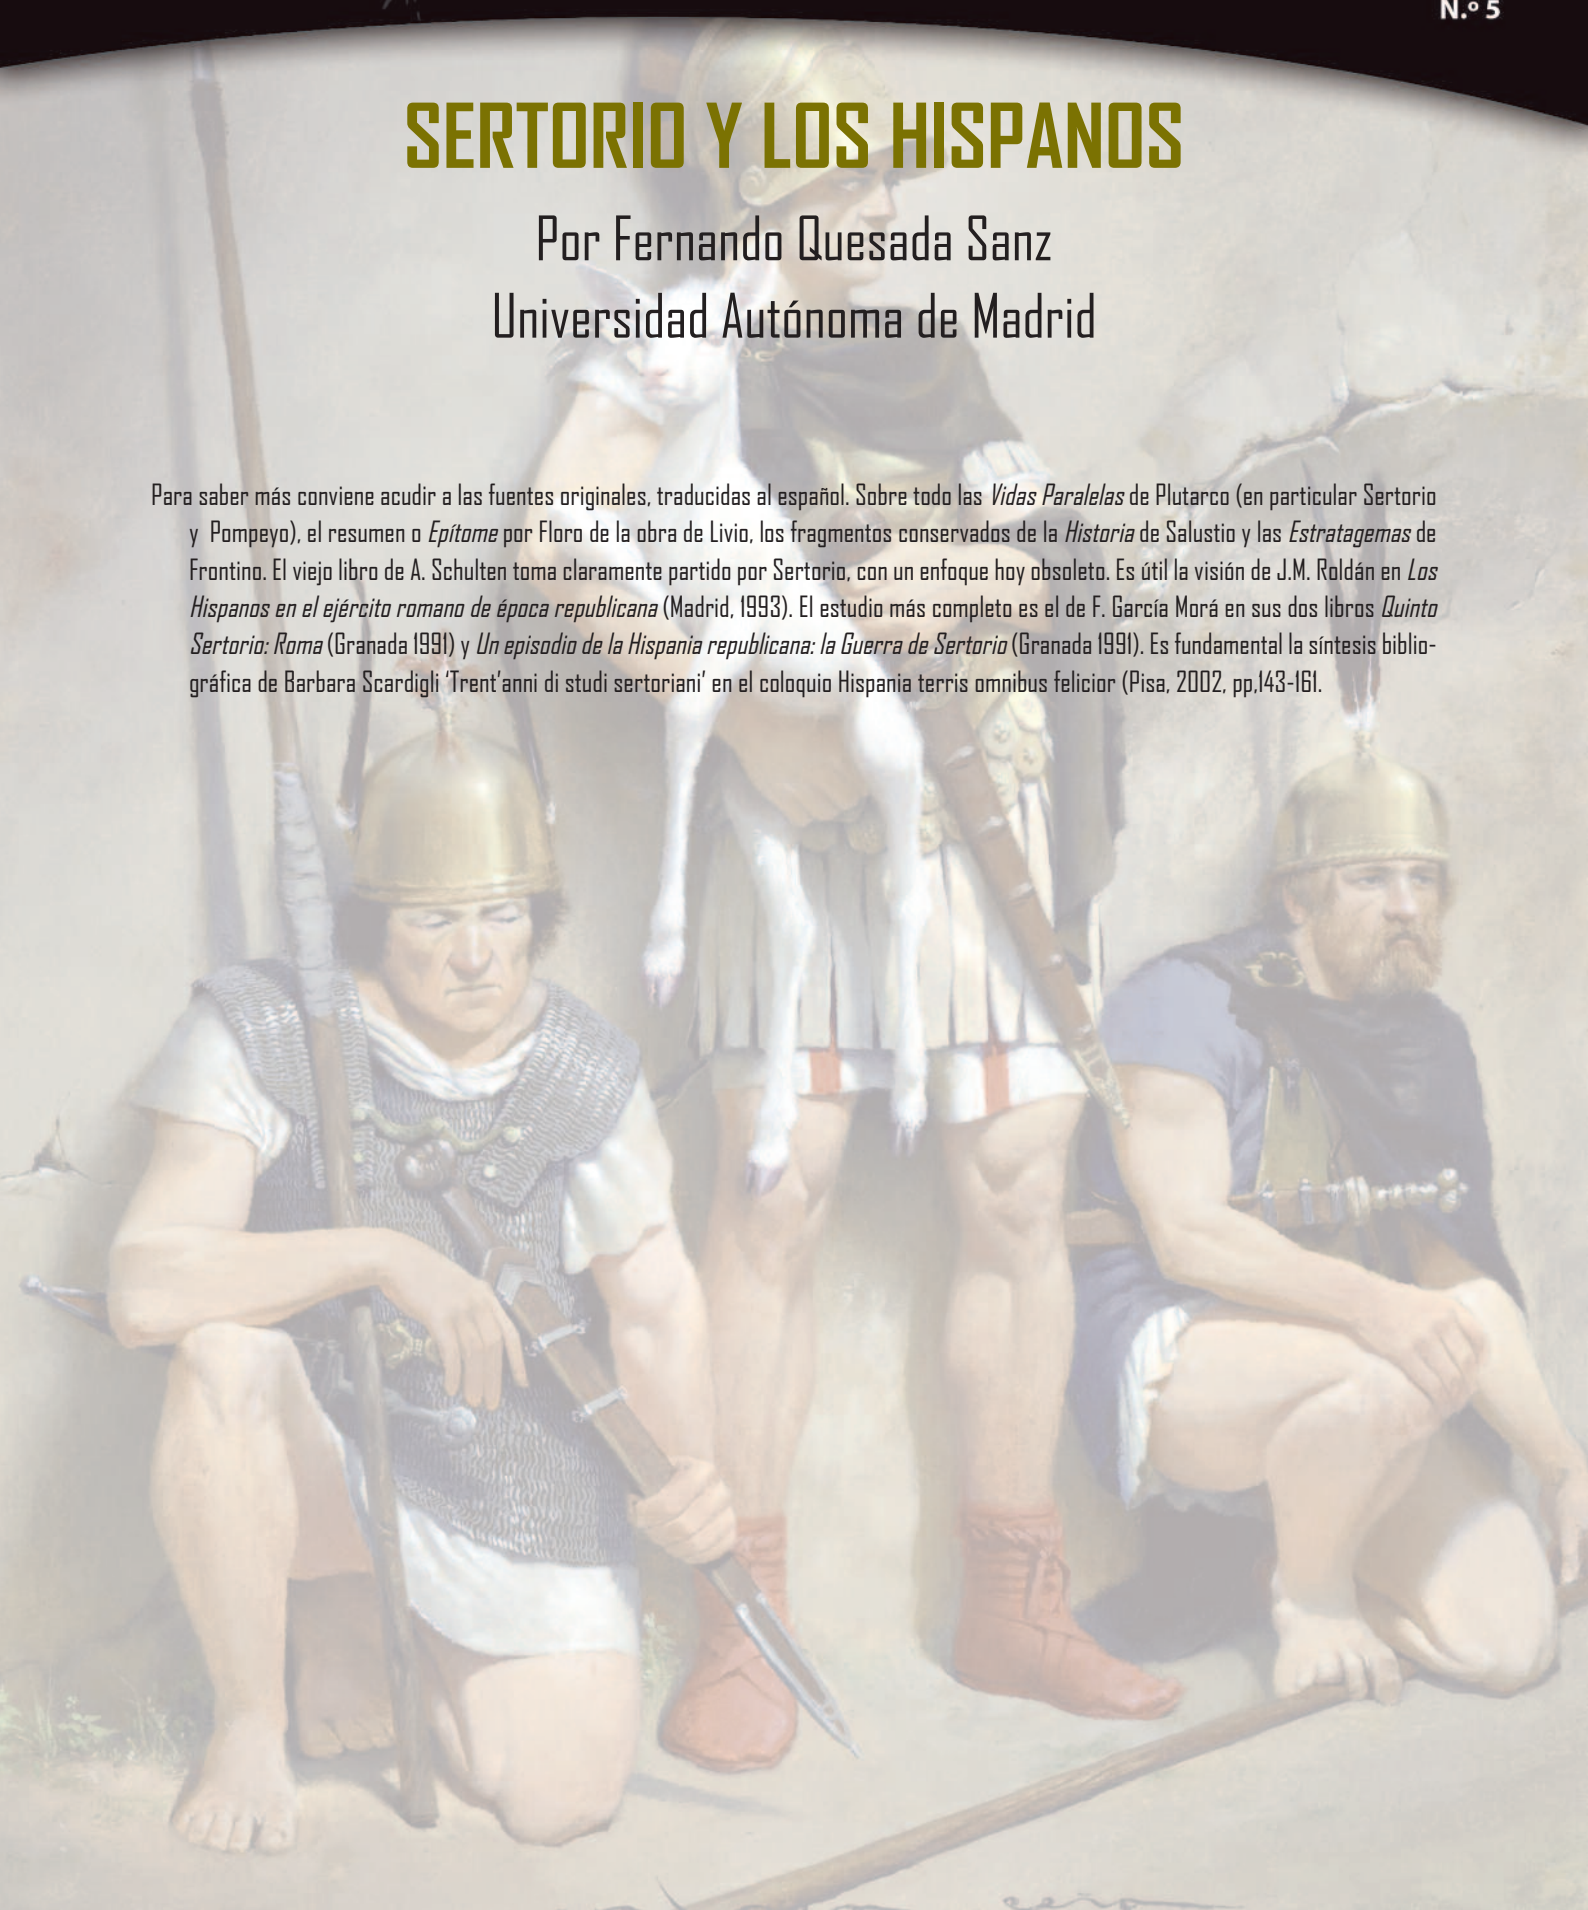 N.º 5
SERTORIO Y LOS HISPANOS
Por Fernando Quesada Sanz
Universidad Autónoma de Madrid
Para saber más conviene acudir a las fuentes originales, traducidas al español. Sobre todo las Vidas Paralelas de Plutarco (en particular Sertorio
y Pompeyo), el resumen o Epítome por Floro de la obra de Livio, los fragmentos conservados de la Historia de Salustio y las Estratagemas de
Frontino. El viejo libro de A. Schulten toma claramente partido por Sertorio, con un enfoque hoy obsoleto. Es útil la visión de J.M. Roldán en Los
Hispanos en el ejército romano de época republicana (Madrid, 1993). El estudio más completo es el de F. García Morá en sus dos libros Quinto
Sertorio: Roma (Granada 1991) y Un episodio de la Hispania republicana: la Guerra de Sertorio (Granada 1991). Es fundamental la síntesis biblio-
gráfica de Barbara Scardigli 'Trent'anni di studi sertoriani' en el coloquio Hispania terris omnibus felicior (Pisa, 2002, pp,143-161.